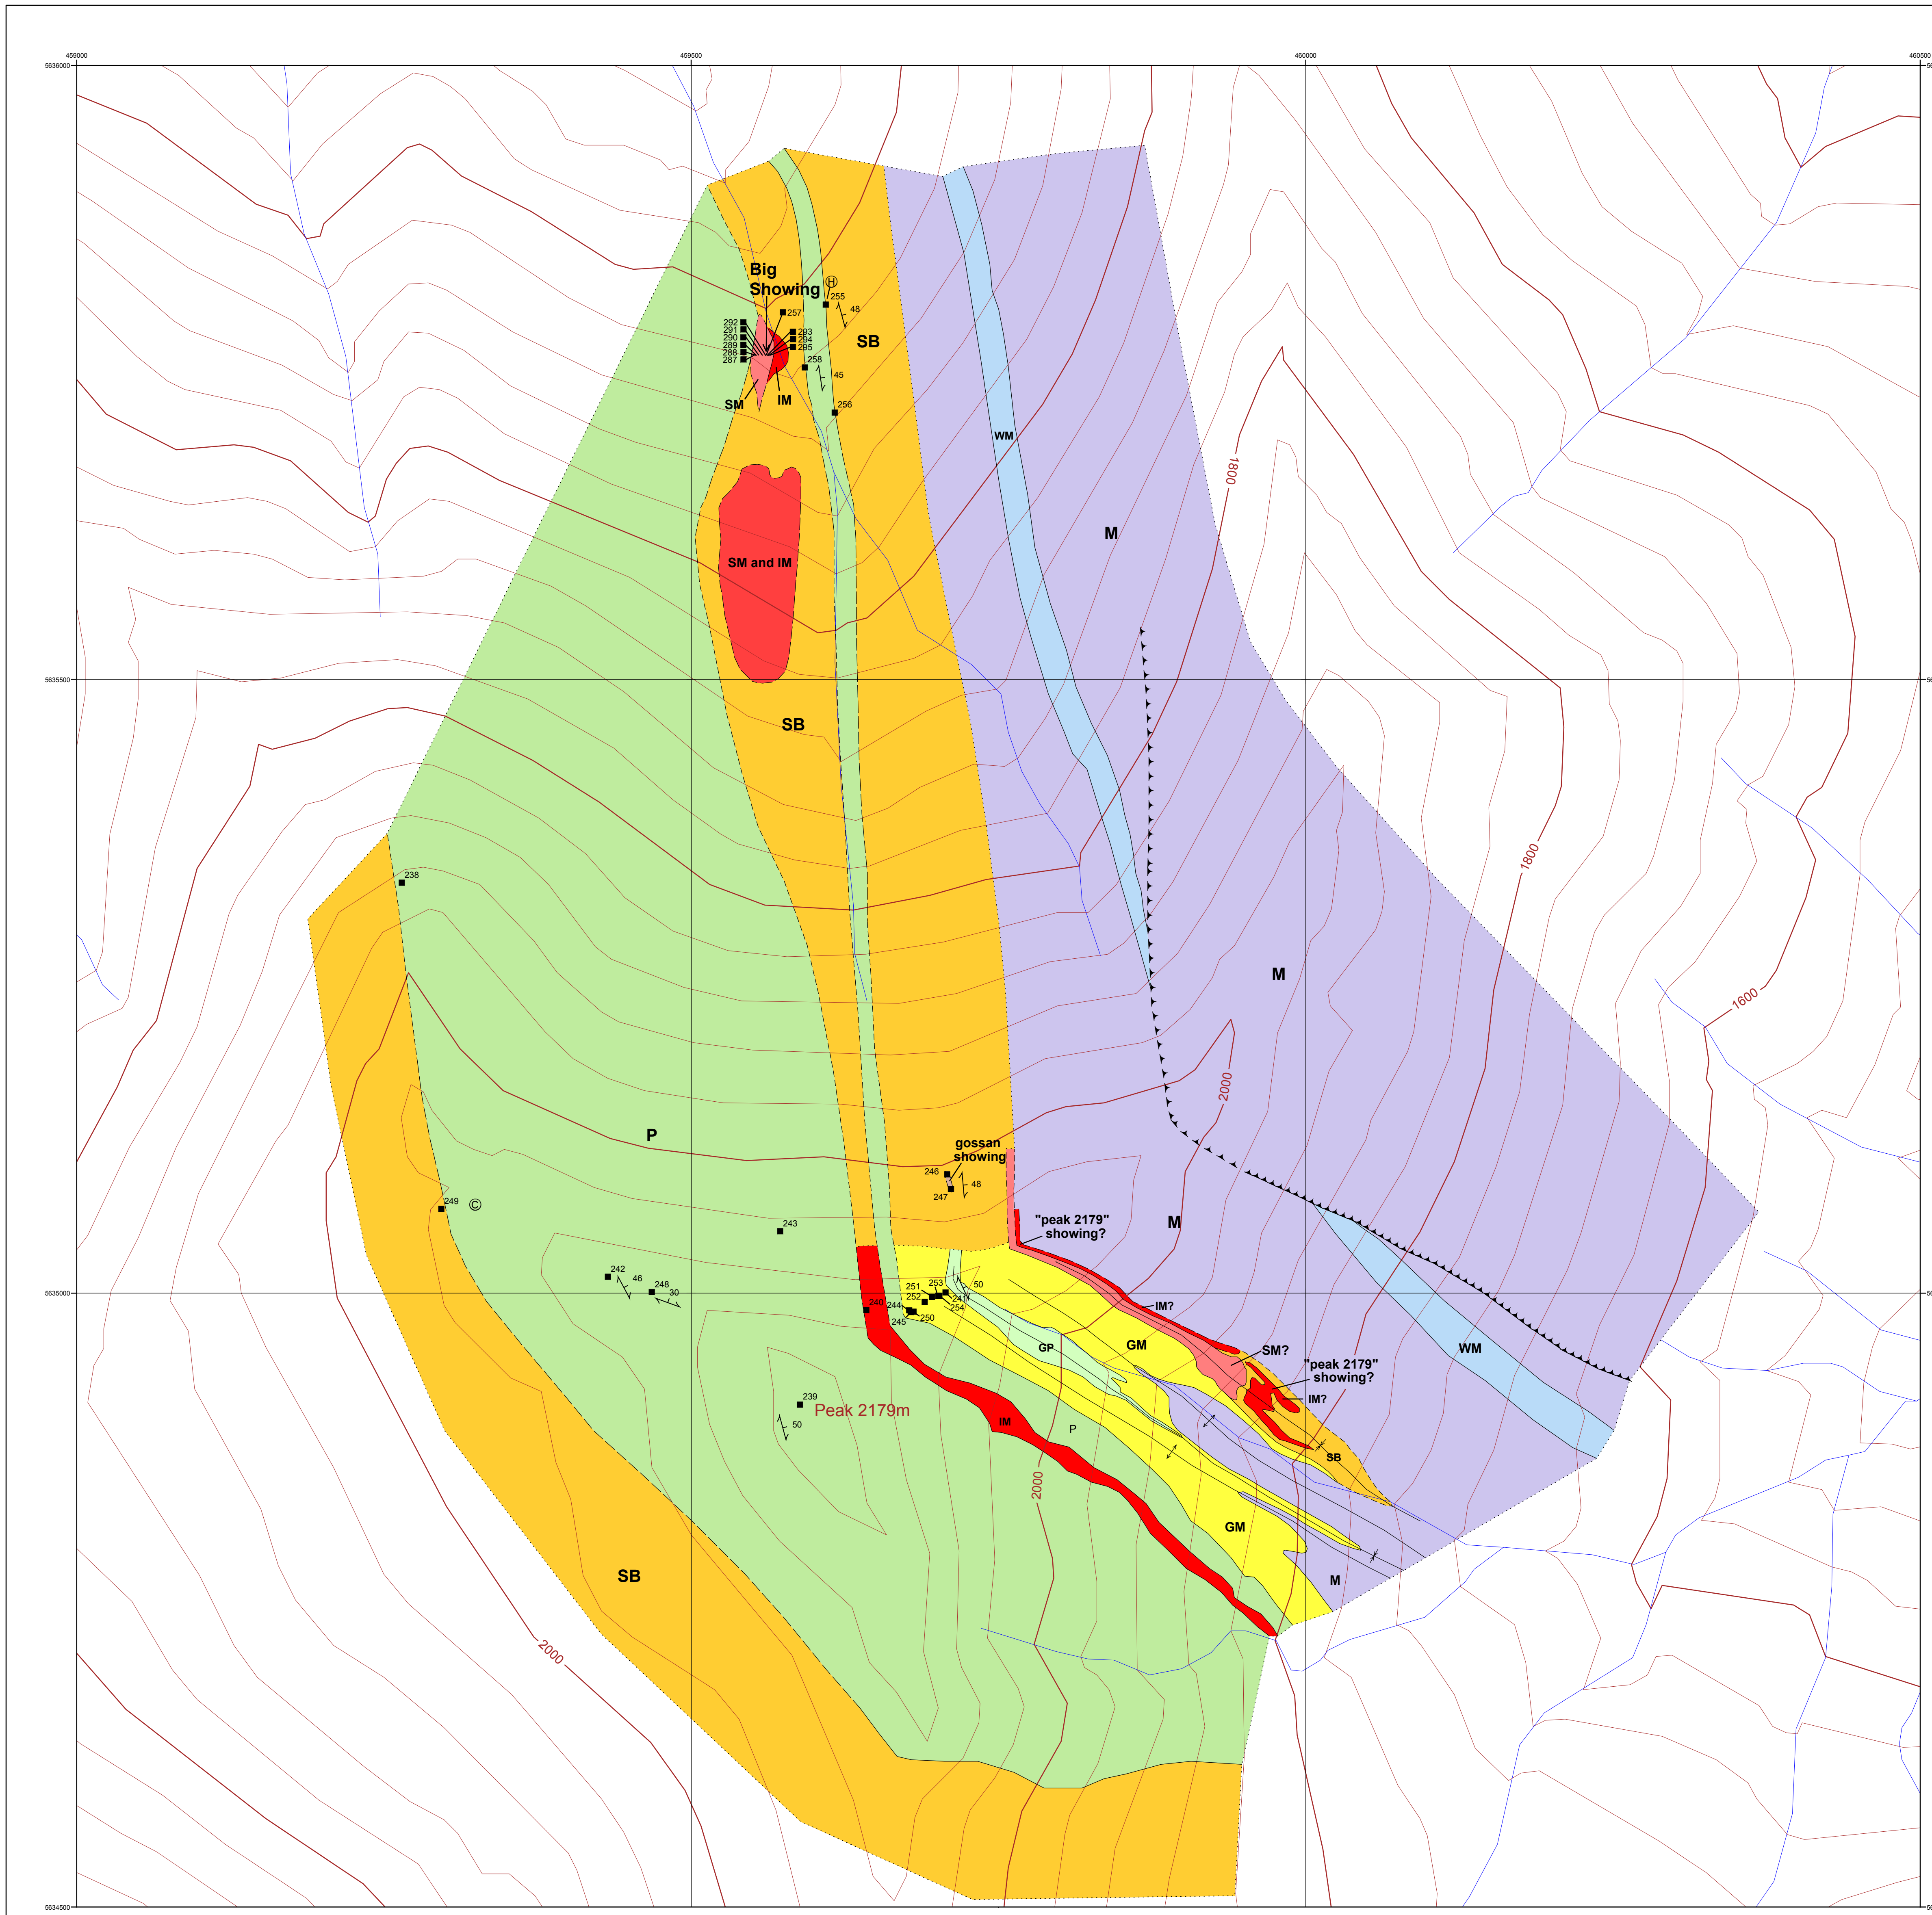 459000
459500
460000
460500
5636000
Big
Showing
H
255
48
257
292
291
290
289
288
287
293
294
295
SB
258
45
256
SM
IM
WM
1800
M
SM and IM
5635500
SB
1800
238
M
1600
2000
P
gossan
showing
246
247
48
249
C
243
"peak 2179"
showing?
M
242
46
248
30
5635000
240
244
245
251
252
253
241
254
250
50
IM?
GM
GP
SM?
"peak 2179"
showing?
IM?
WM
239
Peak 2179m
50
IM
P
SB
2000
GM
SB
M
2000
5634500